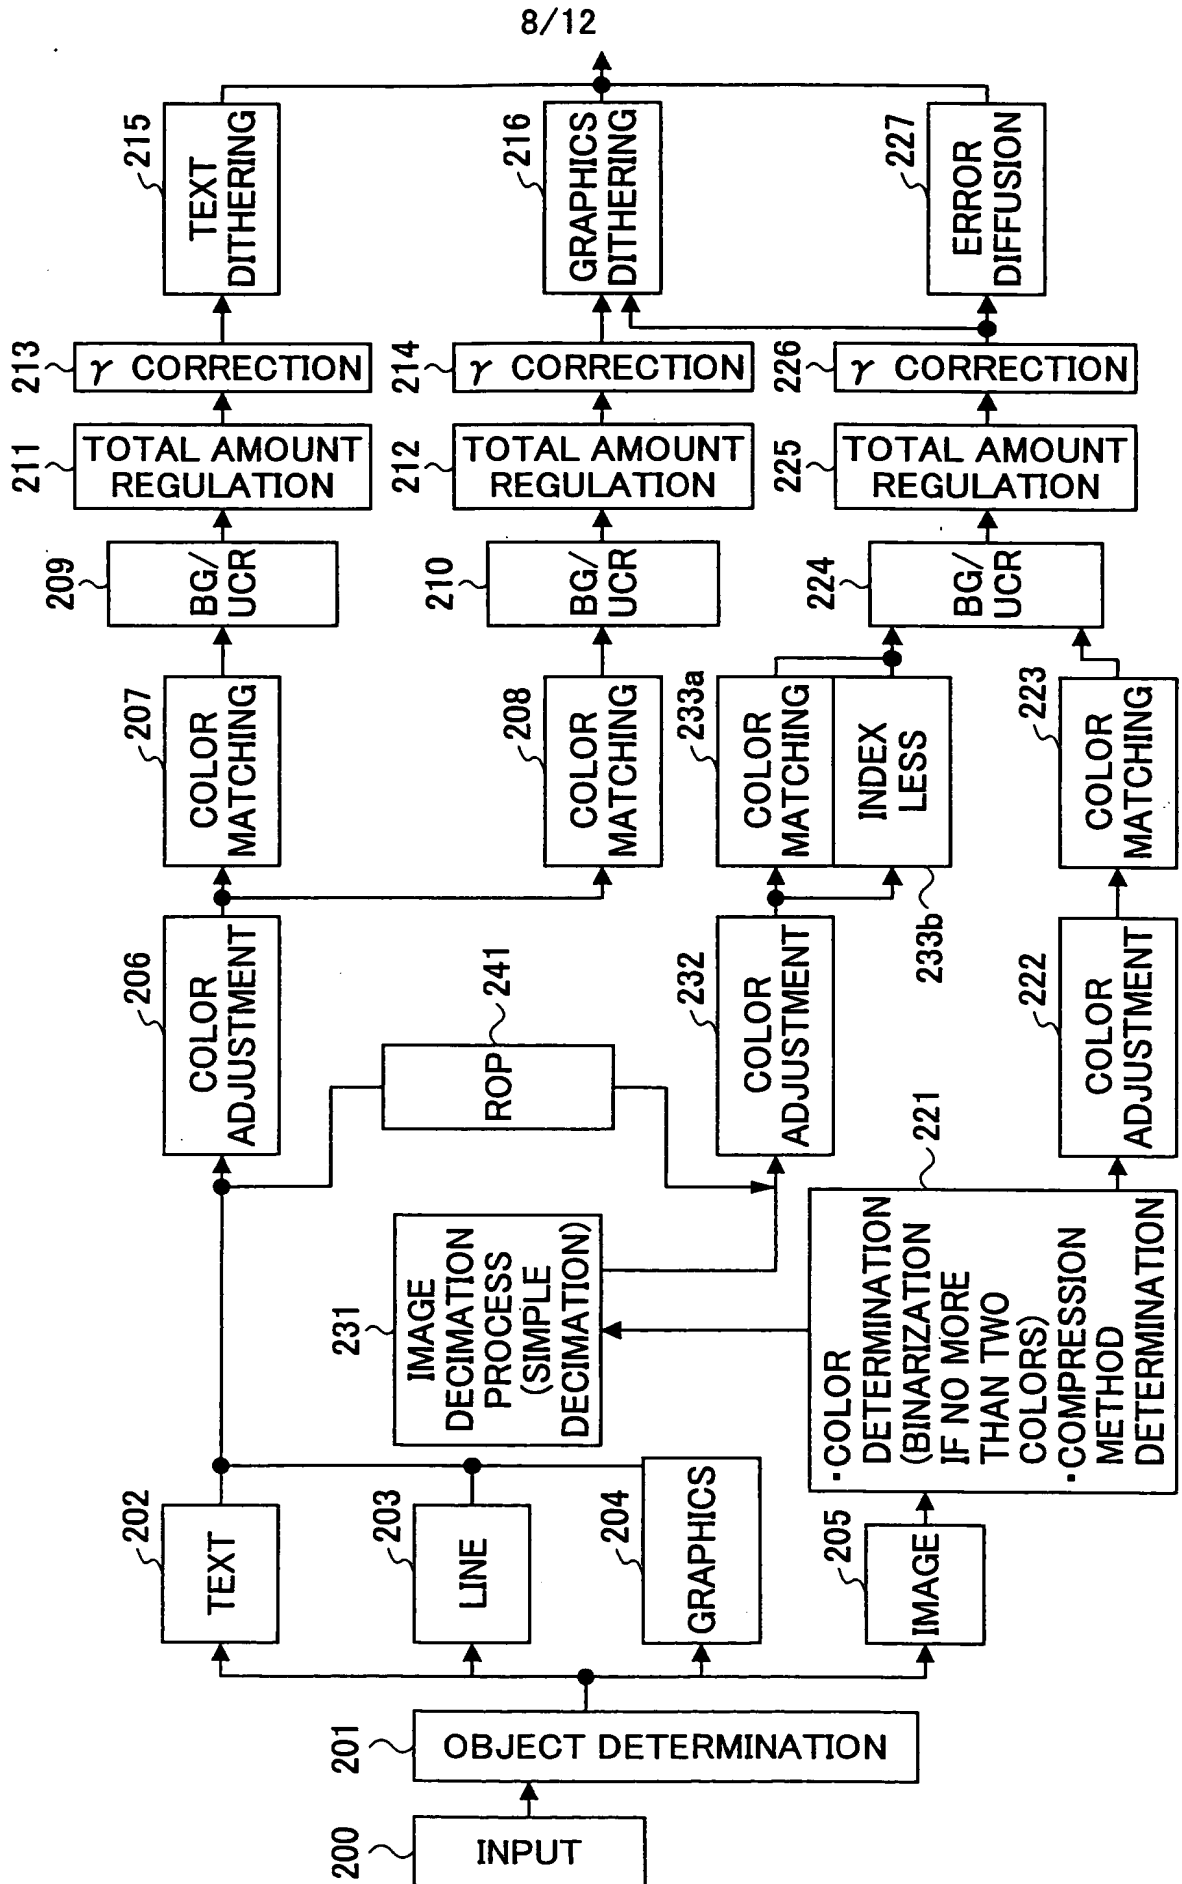 200
INPUT
201
OBJECT DETERMINATION
202
TEXT
203
LINE
204
GRAPHICS
205
IMAGE
231
IMAGE
DECIMATION
PROCESS
(SIMPLE
DECIMATION)
221
·COLOR
DETERMINATION
(BINARIZATION
IF NO MORE
THAN TWO
COLORS)
·COMPRESSION
METHOD
DETERMINATION
206
COLOR
ADJUSTMENT
241
ROP
232
COLOR
ADJUSTMENT
222
COLOR
ADJUSTMENT
207
COLOR
MATCHING
208
COLOR
MATCHING
233a
COLOR
MATCHING
INDEX
LESS
233b
223
COLOR
MATCHING
209
BG/
UCR
210
BG/
UCR
224
BG/
UCR
211
TOTAL AMOUNT
REGULATION
212
TOTAL AMOUNT
REGULATION
225
TOTAL AMOUNT
REGULATION
213
γ CORRECTION
214
γ CORRECTION
226
γ CORRECTION
215
TEXT
DITHERING
216
GRAPHICS
DITHERING
227
ERROR
DIFFUSION
8/12